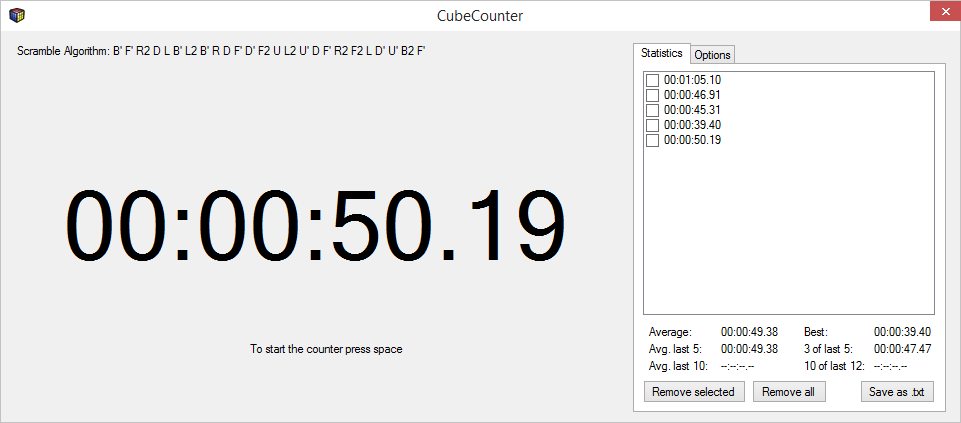 CubeCounter
Scramble Algorithm: B' F' R2 D L B' L2 B' R D F' D' F2 U L2 U' D F' R2 F2 L D' U' B2 F'
00:00:50.19
To start the counter press space
Statistics Options
00:01:05.10
00:00:46.91
00:00:45.31
00:00:39.40
00:00:50.19
Average: 00:00:49.38 Best: 00:00:39.40
Avg. last 5: 00:00:49.38 3 of last 5: 00:00:47.47
Avg. last 10: --:--:--.-- 10 of last 12: --:--:--.--
Remove selected Remove all Save as .txt